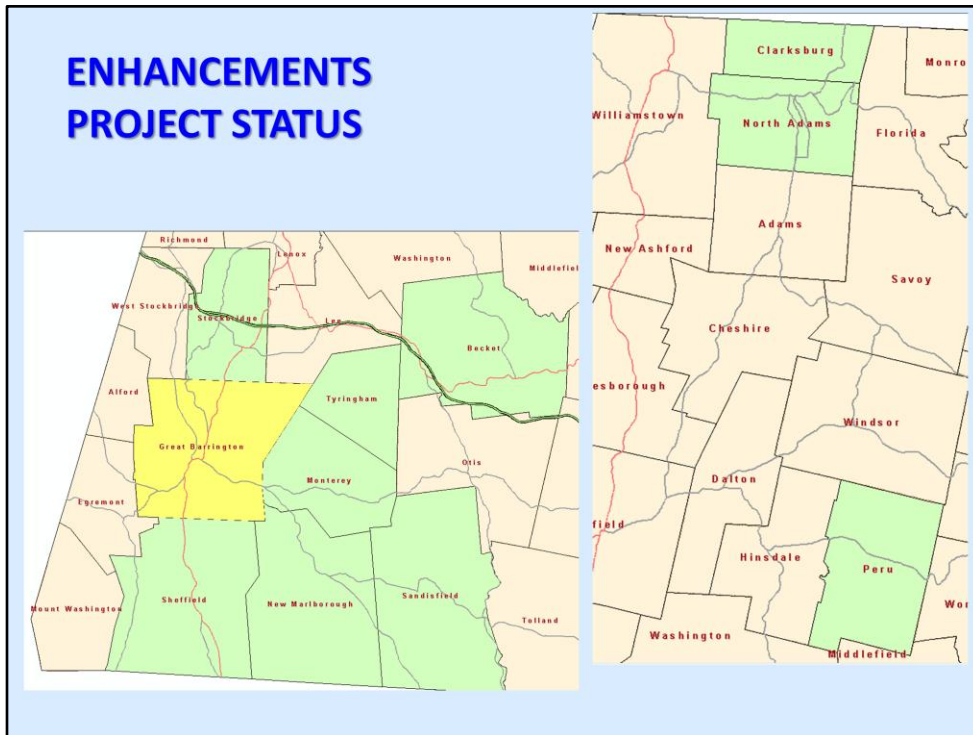 ENHANCEMENTS
PROJECT STATUS
Richmond
Lenox
Washington
Middlefiel
West Stockbridg
Stockbridge
Lee
Becket
Alford
Tyringham
Great Barrington
Otis
Monterey
Egremont
Mount Washington
Sheffield
New Marlborough
Sandisfield
Tolland
Clarksburg
Monro
Williamstown
North Adams
Florida
Adams
New Ashford
Savoy
Cheshire
esborough
Windsor
Dalton
field
Hinsdale
Peru
Wor
Washington
Middlefield